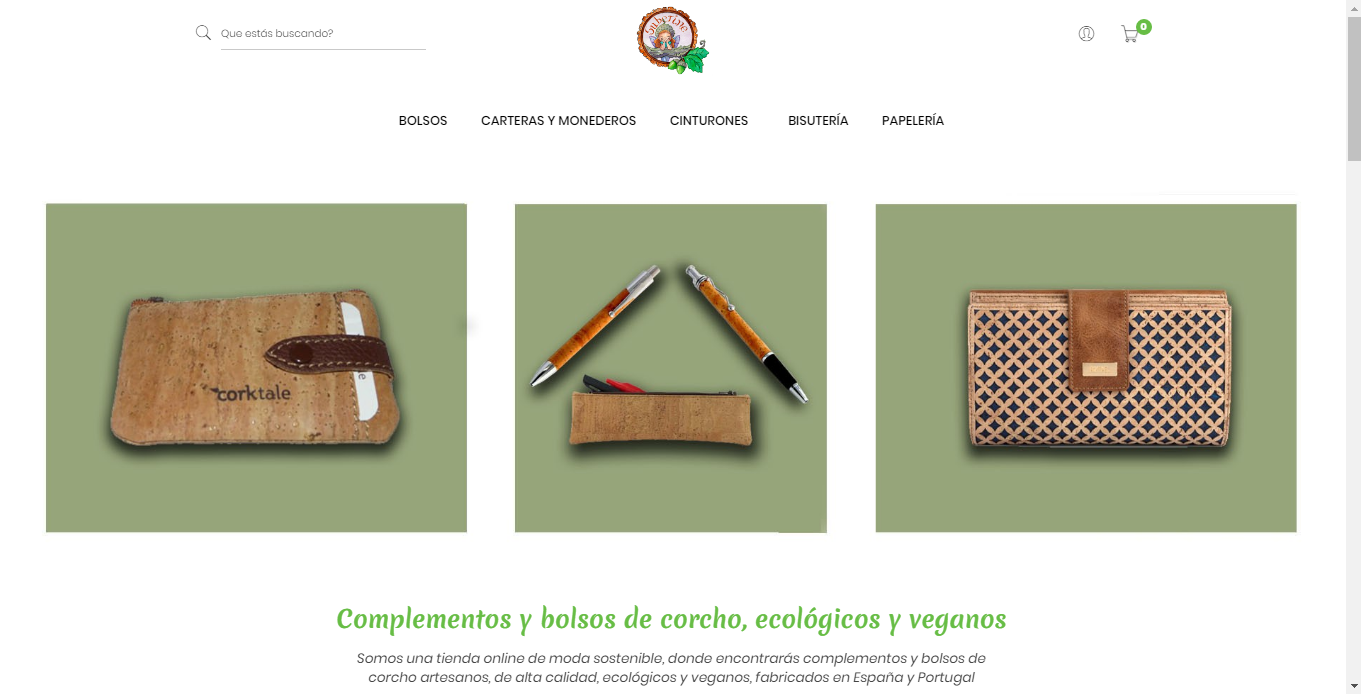 Que estás buscando?
Suberina
0
BOLSOS
CARTERAS Y MONEDEROS
CINTURONES
BISUTERÍA
PAPELERÍA
corktale
Complementos y bolsos de corcho, ecológicos y veganos
Somos una tienda online de moda sostenible, donde encontrarás complementos y bolsos de
corcho artesanos, de alta calidad, ecológicos y veganos, fabricados en España y Portugal